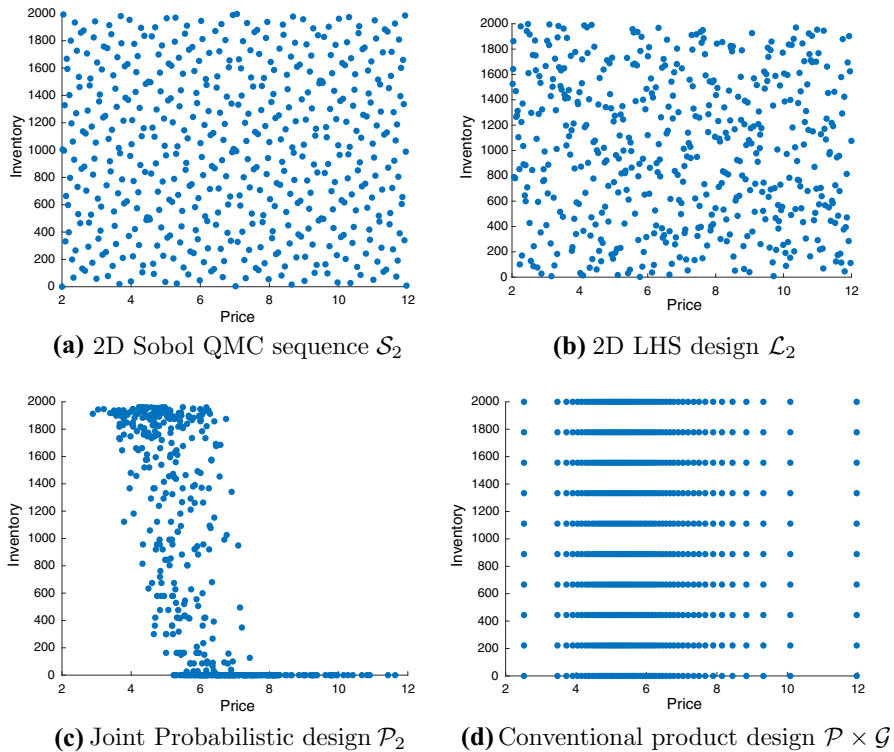 2000
1800
1600
1400
1200
1000
800
600
400
200
0
Inventory
2 4 6 8 10 12
Price
(a) 2D Sobol QMC sequence 𝒮₂
2000
1800
1600
1400
1200
1000
800
600
400
200
0
Inventory
2 4 6 8 10 12
Price
(b) 2D LHS design ℒ₂
2000
1800
1600
1400
1200
1000
800
600
400
200
0
Inventory
2 4 6 8 10 12
Price
(c) Joint Probabilistic design 𝒫₂
2000
1800
1600
1400
1200
1000
800
600
400
200
0
Inventory
2 4 6 8 10 12
Price
(d) Conventional product design 𝒫 × 𝒢